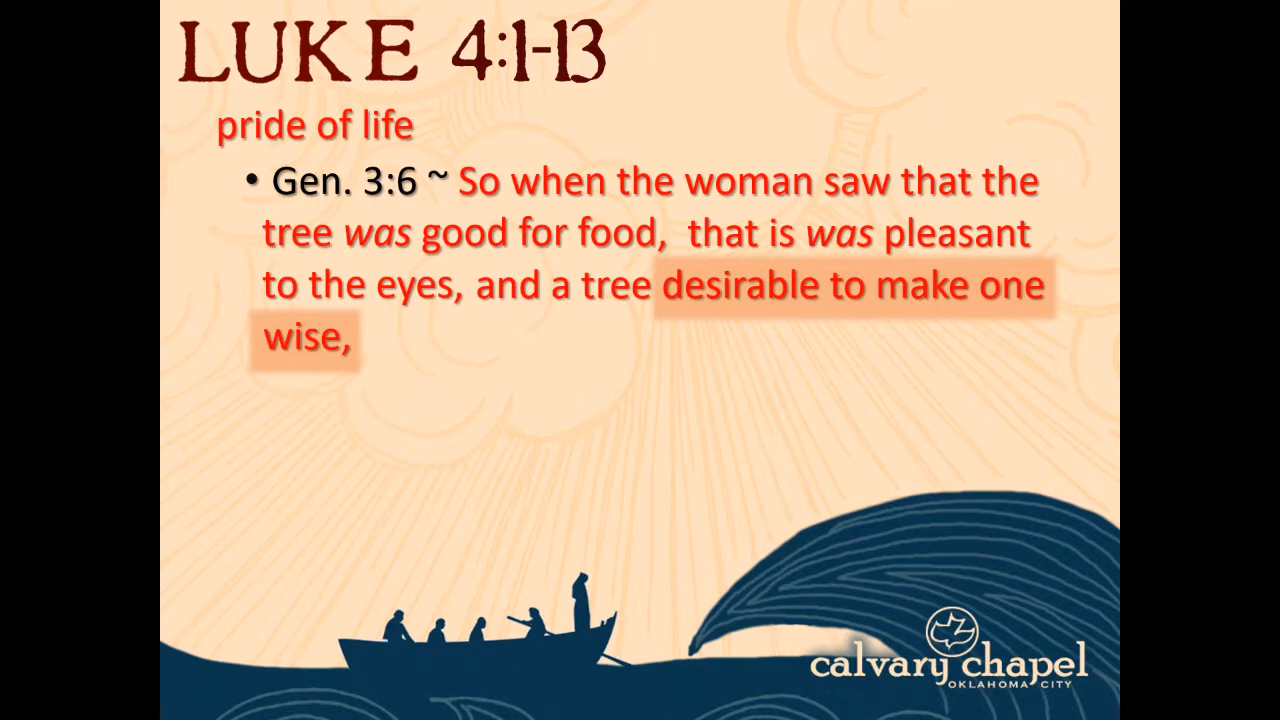 LUKE 4:1-13
pride of life
• Gen. 3:6 ~ So when the woman saw that the
tree was good for food,  that is was pleasant
to the eyes, and a tree desirable to make one
wise,
calvary chapel
OKLAHOMA CITY